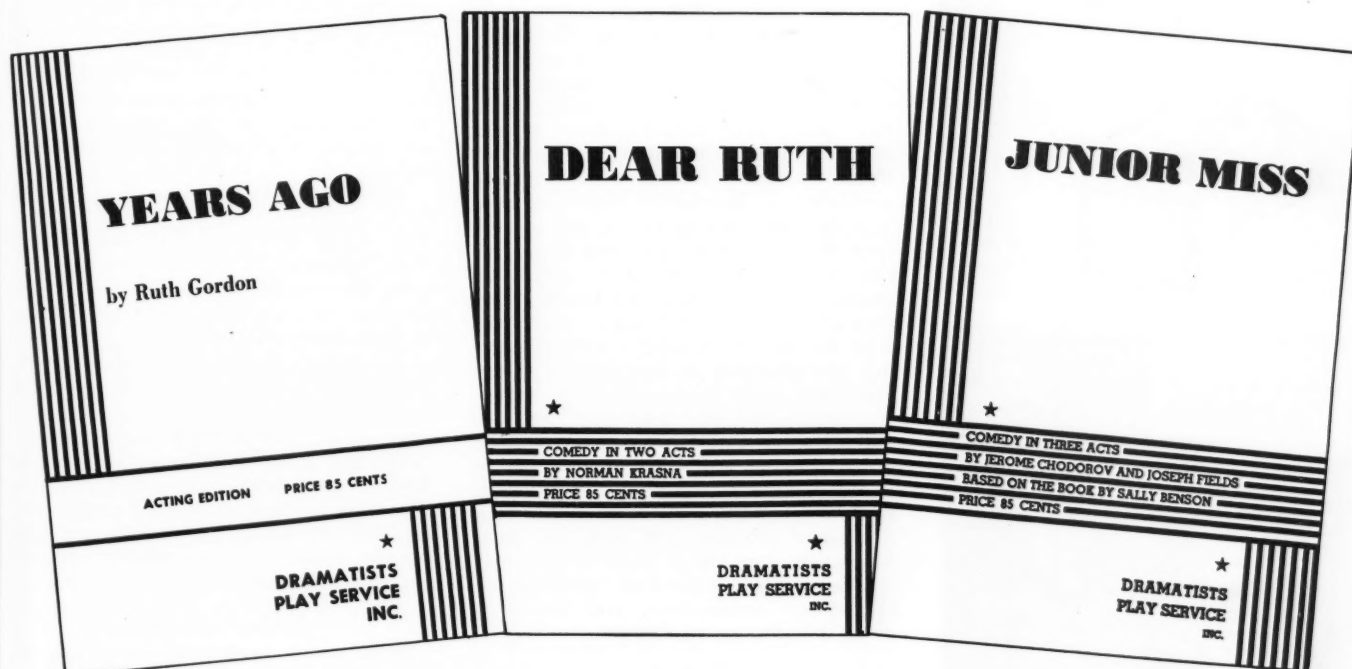 YEARS AGO
by Ruth Gordon
ACTING EDITION PRICE 85 CENTS
DRAMATISTS
PLAY SERVICE
INC.
DEAR RUTH
COMEDY IN TWO ACTS
BY NORMAN KRASNA
PRICE 85 CENTS
DRAMATISTS
PLAY SERVICE
INC.
JUNIOR MISS
COMEDY IN THREE ACTS
BY JEROME CHODOROV AND JOSEPH FIELDS
BASED ON THE BOOK BY SALLY BENSON
PRICE 85 CENTS
DRAMATISTS
PLAY SERVICE
INC.